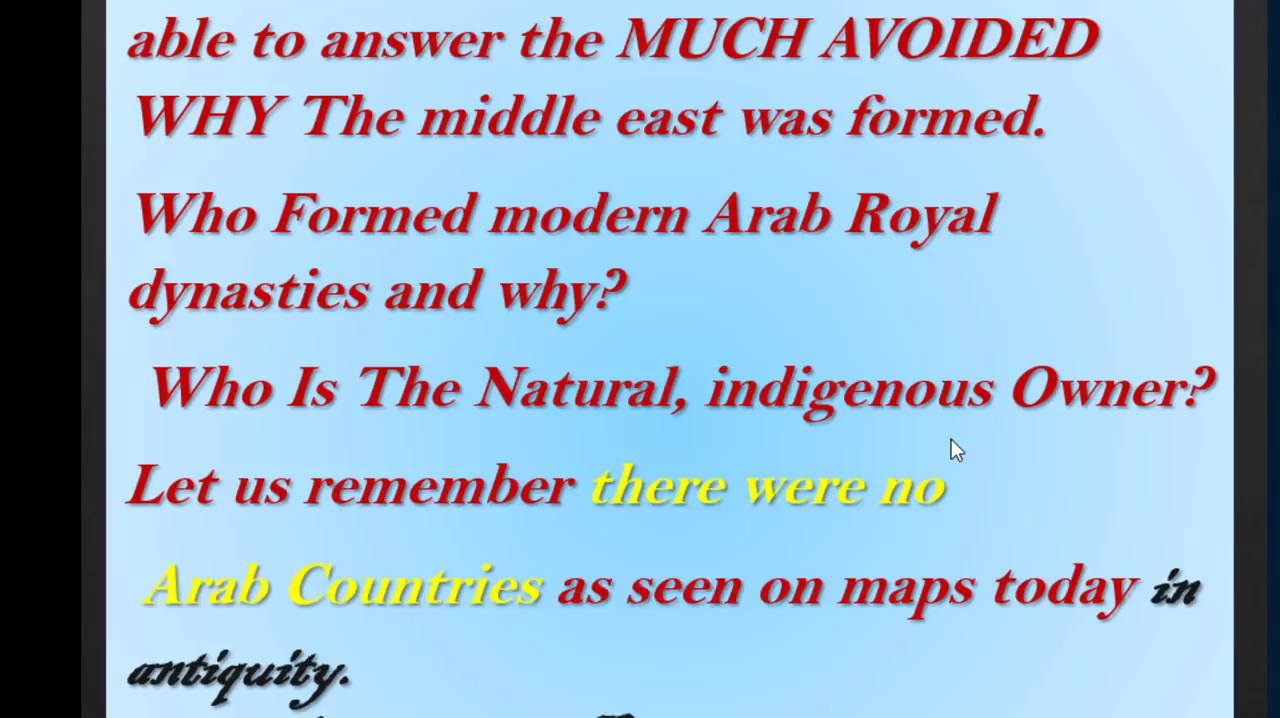 able to answer the MUCH AVOIDED
WHY The middle east was formed.
Who Formed modern Arab Royal
dynasties and why?
Who Is The Natural, indigenous Owner?
Let us remember there were no
Arab Countries as seen on maps today in
antiquity.